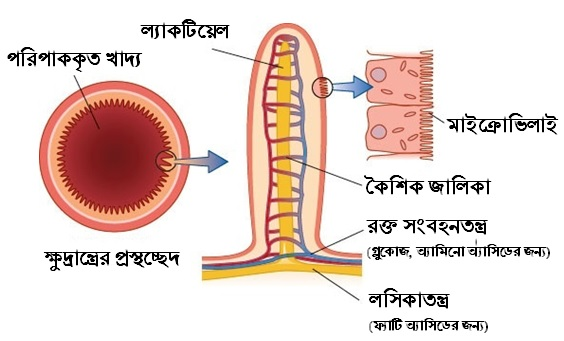 ল্যাকটিয়েল
পরিপাককৃত খাদ্য
মাইক্রোভিলাই
কৈশিক জালিকা
রক্ত সংবহনতন্ত্র
(গ্লুকোজ, অ্যামিনো অ্যাসিডের জন্য)
ক্ষুদ্রান্ত্রের প্রস্থচ্ছেদ
লসিকাতন্ত্র
(ফ্যাটি অ্যাসিডের জন্য)